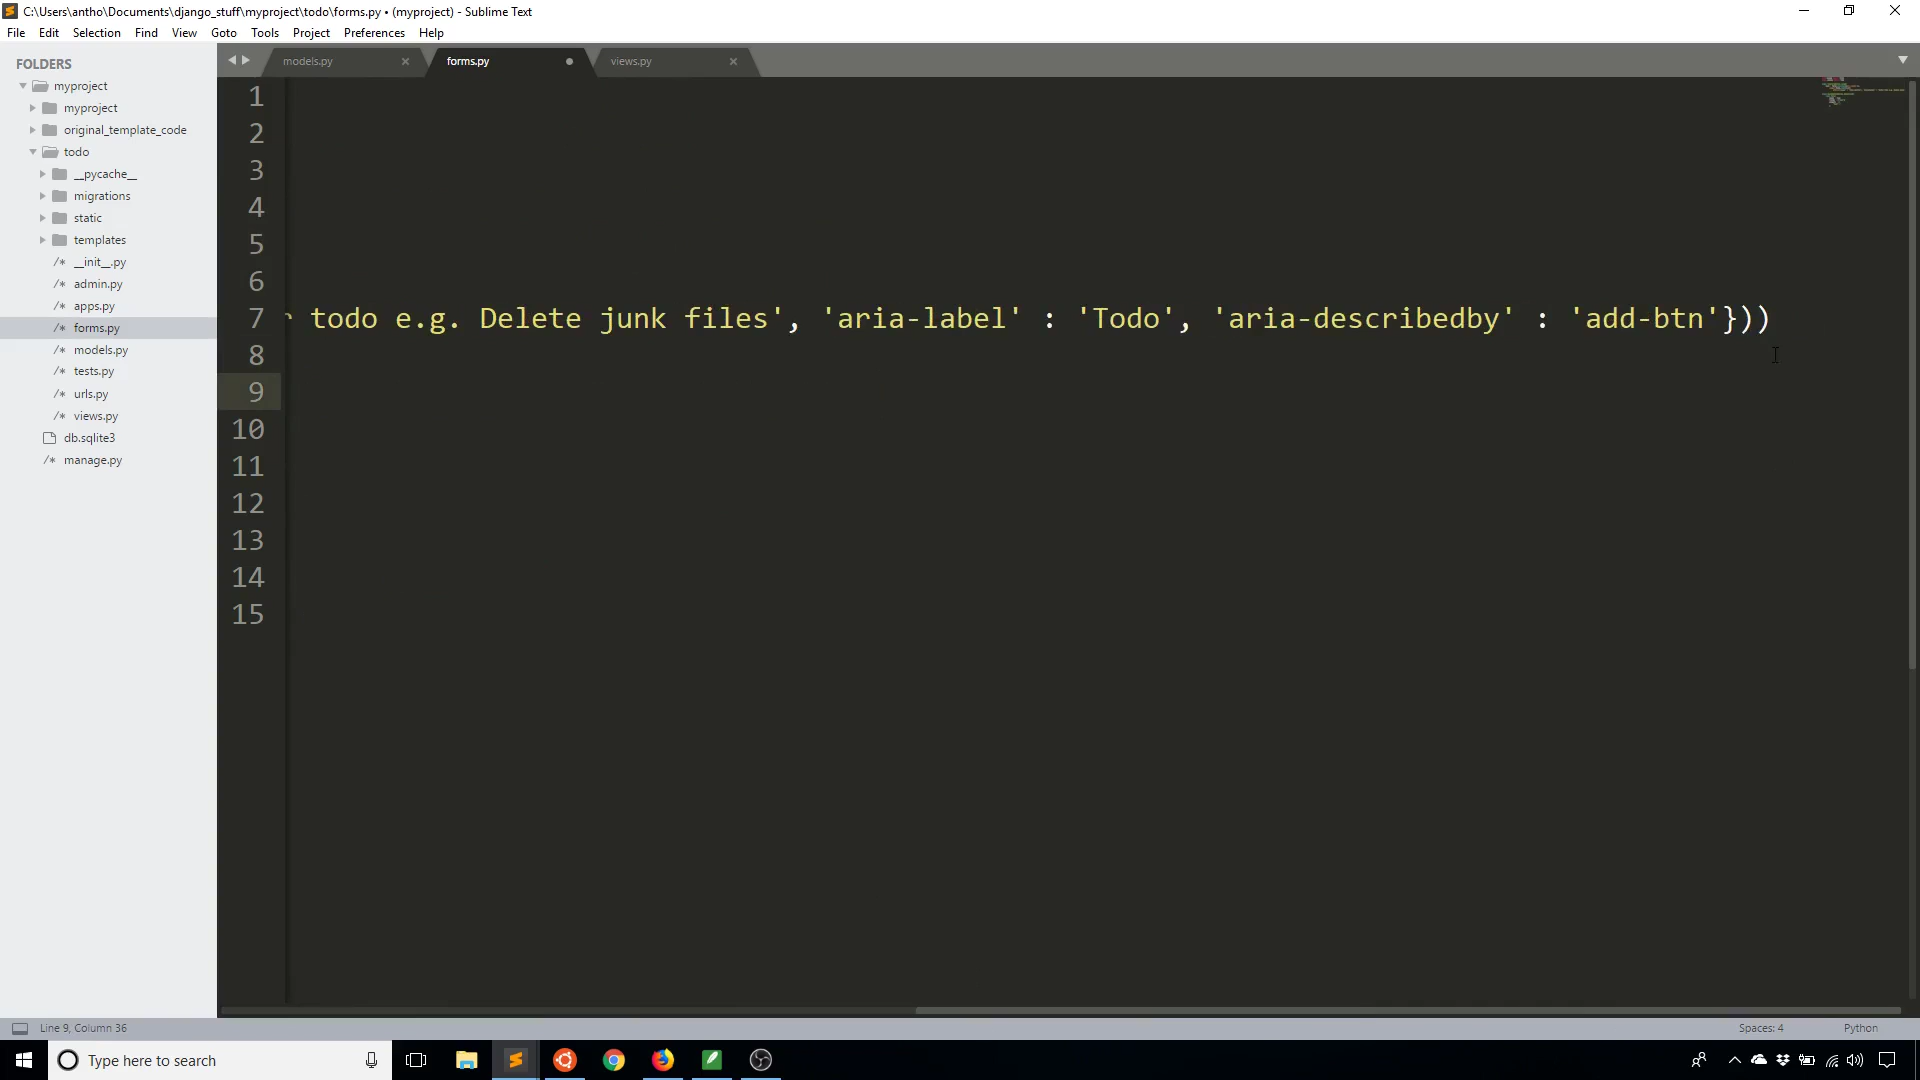 C:\Users\antho\Documents\django_stuff\myproject\todo\forms.py • (myproject) - Sublime Text
File Edit Selection Find View Goto Tools Project Preferences Help
FOLDERS
myproject
myproject
original_template_code
todo
__pycache__
migrations
static
templates
/* __init__.py
/* admin.py
/* apps.py
/* forms.py
/* models.py
/* tests.py
/* urls.py
/* views.py
db.sqlite3
/* manage.py
models.py forms.py views.py
1
2
3
4
5
6
7 todo e.g. Delete junk files', 'aria-label' : 'Todo', 'aria-describedby' : 'add-btn'}))
8
9
10
11
12
13
14
15
Line 9, Column 36 Spaces: 4 Python
Type here to search